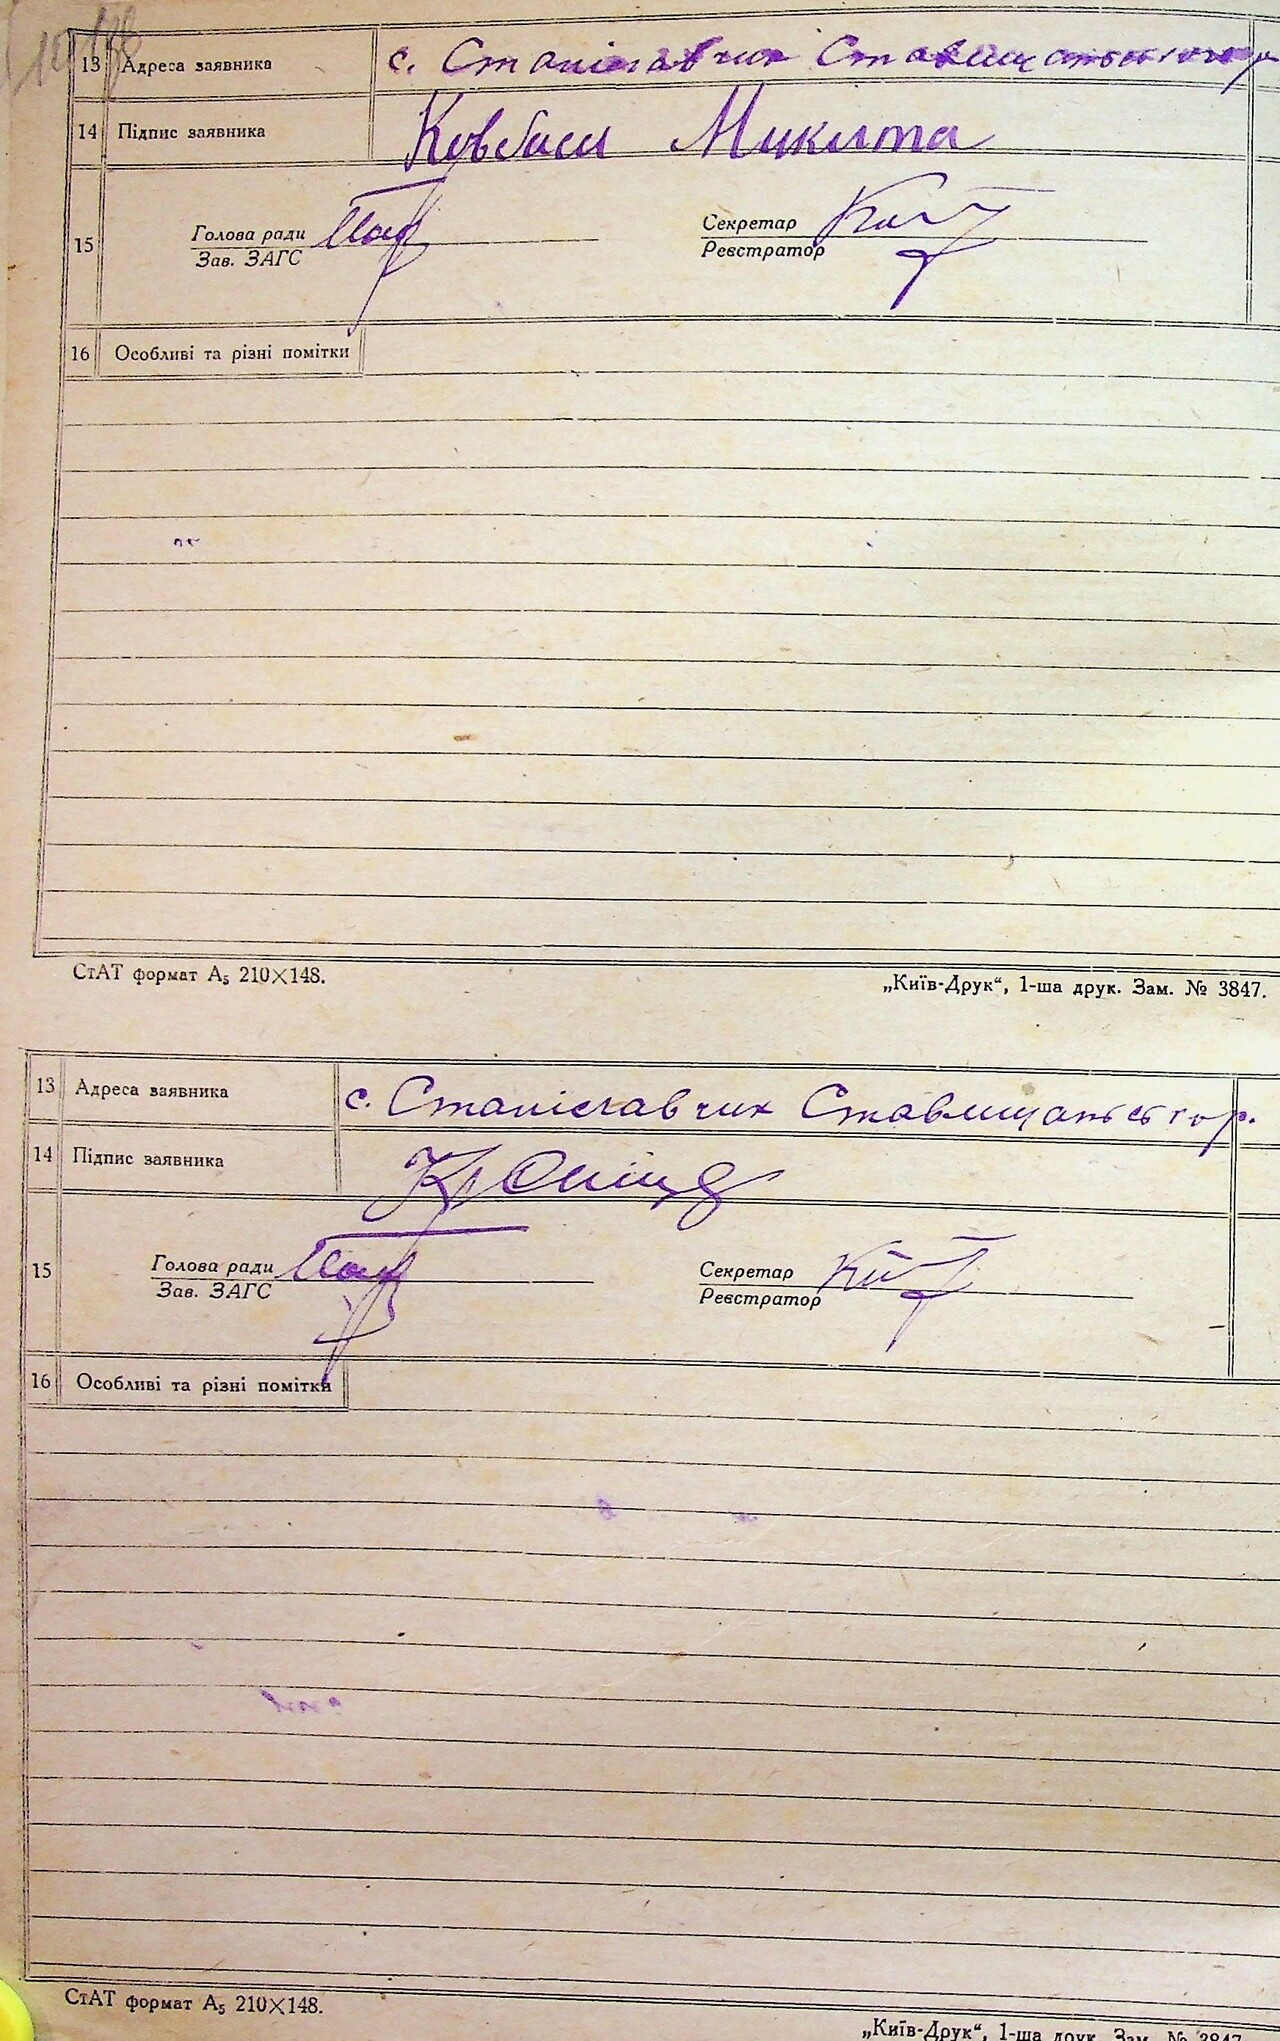 13 Адреса заявника с. Станіславчик Ставищанського р
14 Підпис заявника Ковбаси Микита
15 Голова ради Секретар
Зав. ЗАГС Реєстратор
16 Особливі та різні помітки
СтАТ формат А5 210×148. „Київ-Друк“, 1-ша друк. Зам. № 3847.
13 Адреса заявника с. Станіславчик Ставищанськ г р.
14 Підпис заявника
15 Голова ради Секретар
Зав. ЗАГС Реєстратор
16 Особливі та різні помітки
СтАТ формат А5 210×148.
„Київ-Друк“, 1-ша друк. Зам. № 3847.